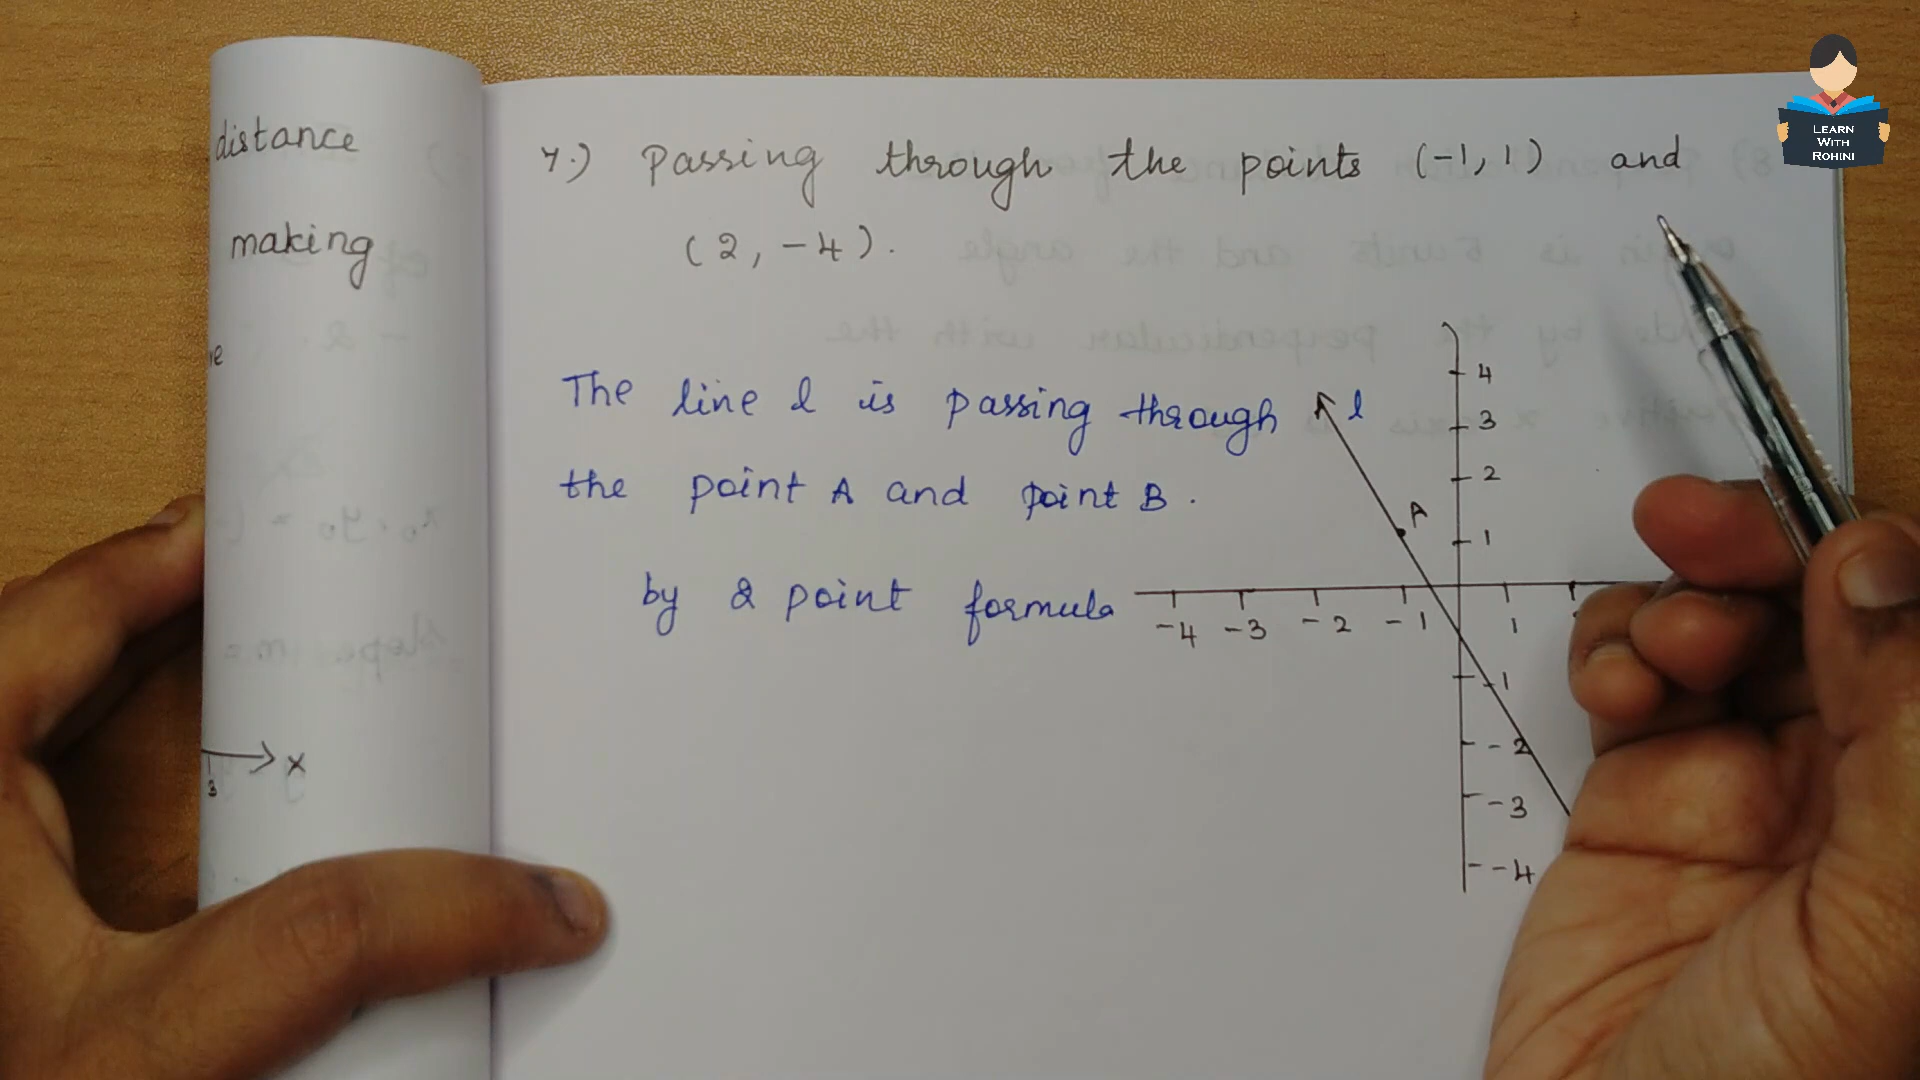 LEARN
WITH
ROHINI
distance
making
x
3
7.) Passing through the points (-1, 1) and
(2, -4).
The line l is passing through
the point A and point B.
by 2 point formula
l
A
4
3
2
1
-4 -3 -2 -1 1
-1
-2
-3
-4